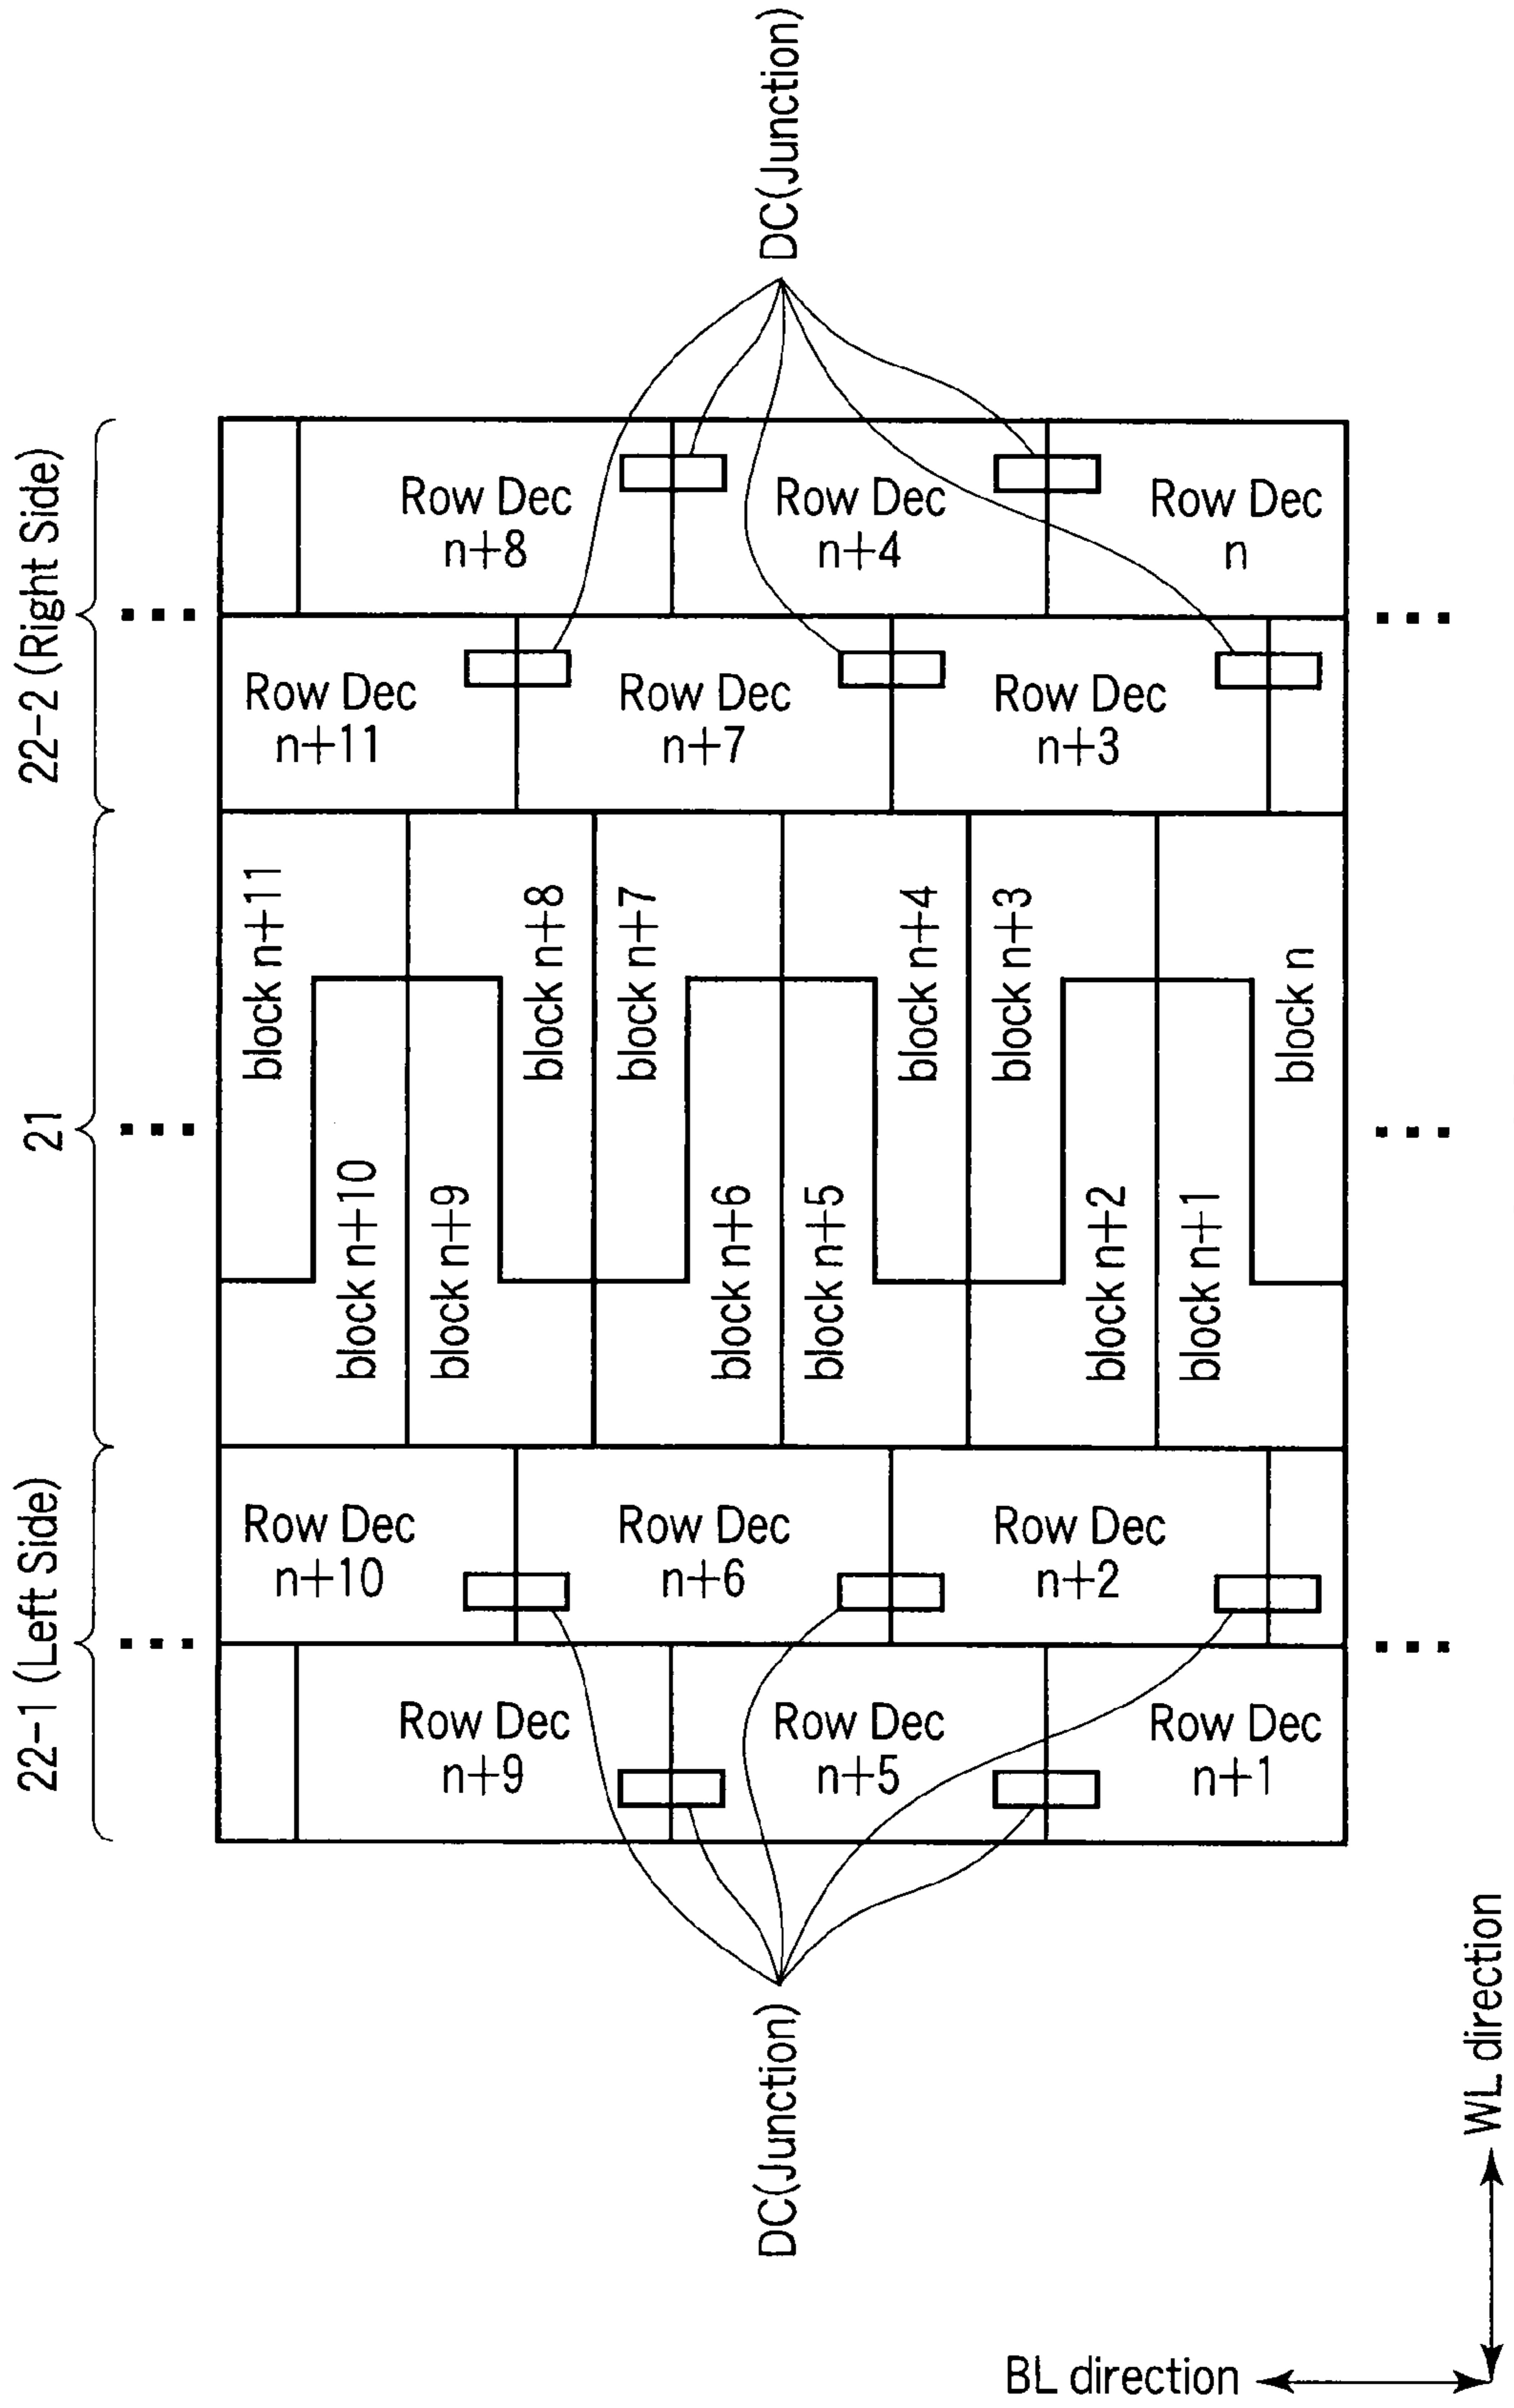 DC(Junction)
22-2 (Right Side)
Row Dec
n+8
Row Dec
n+4
Row Dec
n
Row Dec
n+11
Row Dec
n+7
Row Dec
n+3
21
block n+11
block n+8
block n+7
block n+4
block n+3
block n
block n+10
block n+9
block n+6
block n+5
block n+2
block n+1
22-1 (Left Side)
Row Dec
n+10
Row Dec
n+6
Row Dec
n+2
Row Dec
n+9
Row Dec
n+5
Row Dec
n+1
DC(Junction)
WL direction
BL direction